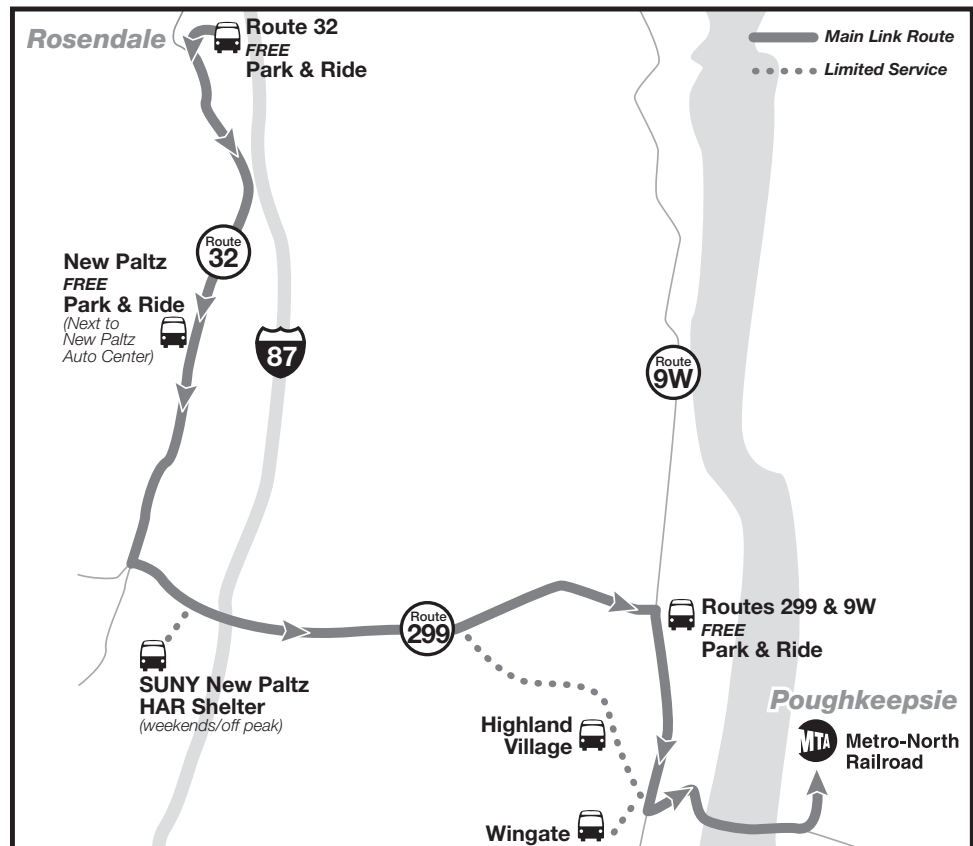 Rosendale
Route 32
FREE
Park & Ride
Main Link Route
Limited Service
Route
32
New Paltz
FREE
Park & Ride
(Next to
New Paltz
Auto Center)
87
Route
9W
Route
299
Routes 299 & 9W
FREE
Park & Ride
SUNY New Paltz
HAR Shelter
(weekends/off peak)
Highland
Village
Poughkeepsie
MTA
Metro-North
Railroad
Wingate